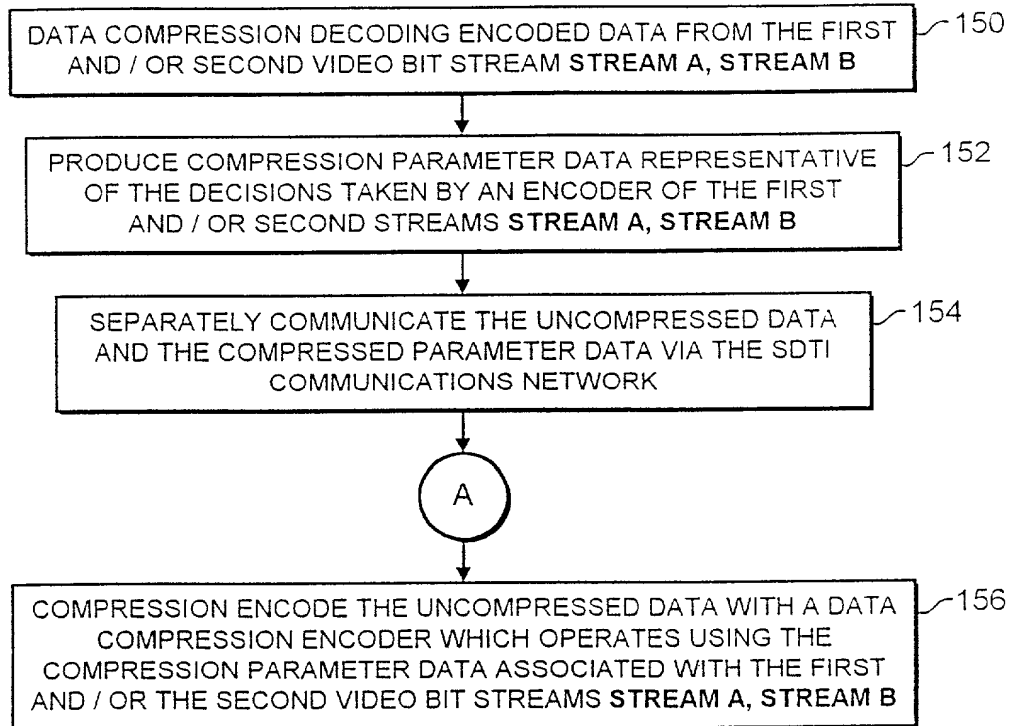 DATA COMPRESSION DECODING ENCODED DATA FROM THE FIRST
AND / OR SECOND VIDEO BIT STREAM STREAM A, STREAM B
150
PRODUCE COMPRESSION PARAMETER DATA REPRESENTATIVE
OF THE DECISIONS TAKEN BY AN ENCODER OF THE FIRST
AND / OR SECOND STREAMS STREAM A, STREAM B
152
SEPARATELY COMMUNICATE THE UNCOMPRESSED DATA
AND THE COMPRESSED PARAMETER DATA VIA THE SDTI
COMMUNICATIONS NETWORK
154
A
COMPRESSION ENCODE THE UNCOMPRESSED DATA WITH A DATA
COMPRESSION ENCODER WHICH OPERATES USING THE
COMPRESSION PARAMETER DATA ASSOCIATED WITH THE FIRST
AND / OR THE SECOND VIDEO BIT STREAMS STREAM A, STREAM B
156